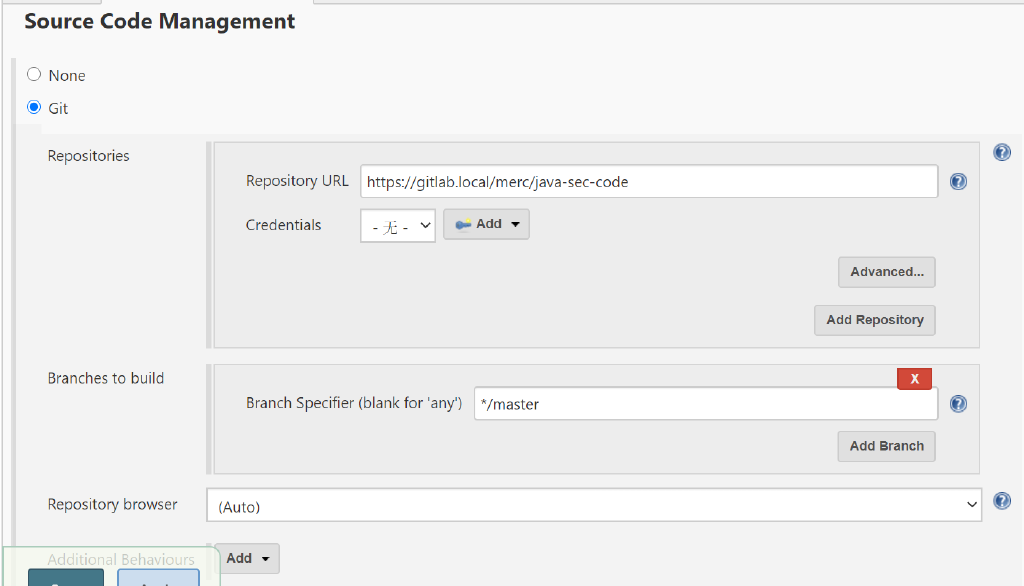 Source Code Management
None
Git
Repositories
Repository URL https://gitlab.local/merc/java-sec-code
Credentials - 无 - Add
Advanced...
Add Repository
Branches to build
X
Branch Specifier (blank for 'any') */master
Add Branch
Repository browser (Auto)
Additional Behaviours Add